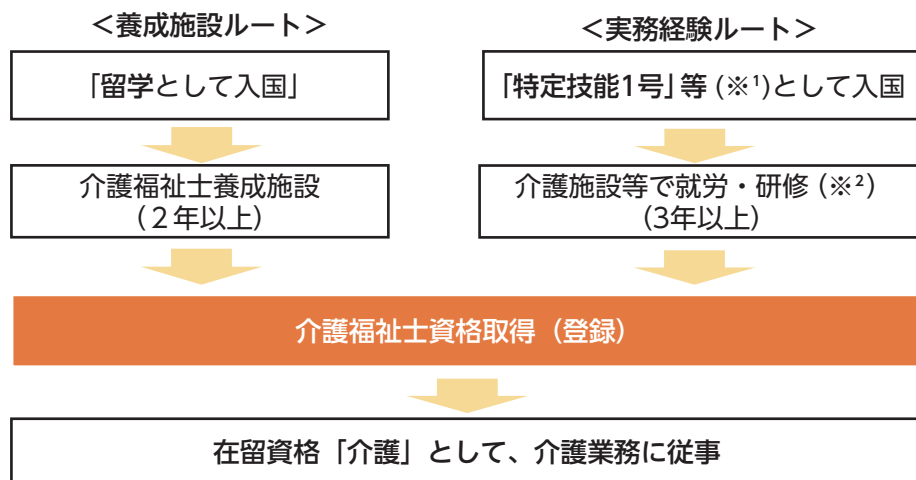 ＜養成施設ルート＞
「留学として入国」
介護福祉士養成施設
（２年以上）
＜実務経験ルート＞
「特定技能1号」等 (※¹)として入国
介護施設等で就労・研修 (※²)
(3年以上)
介護福祉士資格取得（登録）
在留資格「介護」として、介護業務に従事